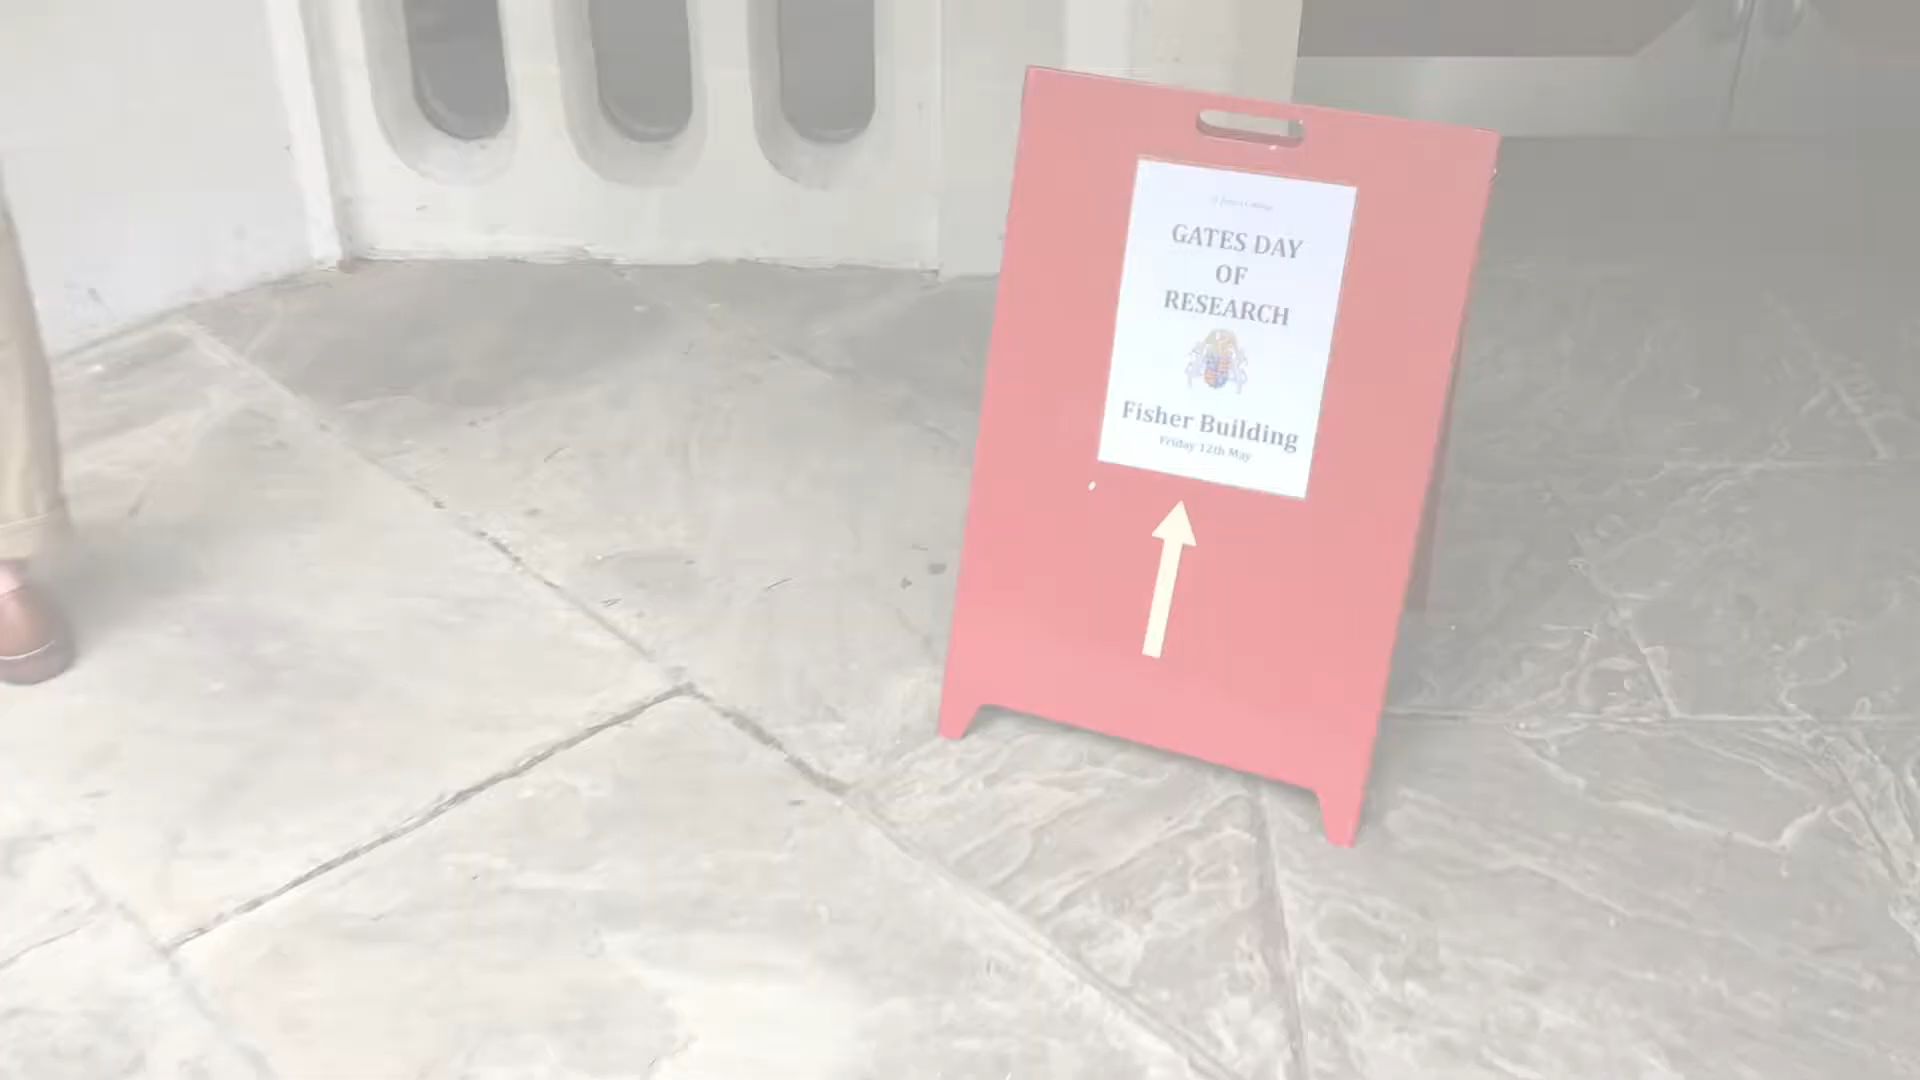 GATES DAY
OF
RESEARCH
Fisher Building
Friday 12th May